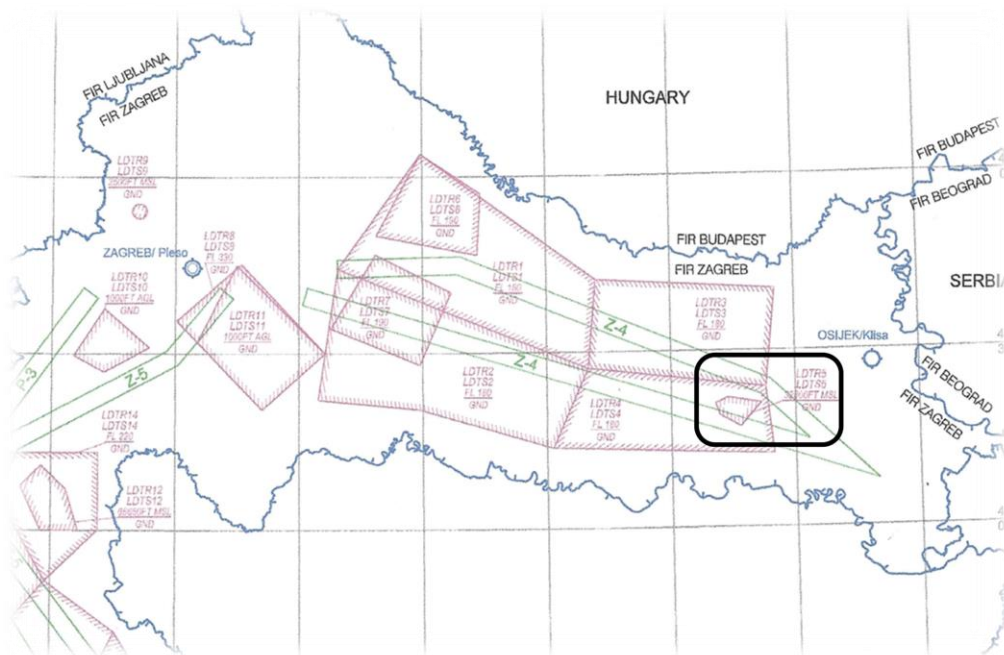 HUNGARY
FIR LJUBLJANA
FIR ZAGREB
FIR BUDAPEST
FIR BEOGRAD
LDTR9
LDTS9
GND
ZAGREB/ Pleso
LDTR8
LDTS8
FL 330
GND
LDTR6
LDTS6
FL 190
GND
FIR BUDAPEST
FIR ZAGREB
LDTR10
LDTS10
1000FT AGL
GND
LDTR1
LDTS1
FL 180
GND
SERBI
LDTR11
LDTS11
1000FT AGL
GND
LDTR7
LDTS7
FL 190
GND
LDTR3
LDTS3
FL 180
GND
Z-4
OSIJEK/Klisa
Z-4
P-3
Z-5
LDTR2
LDTS2
FL 180
GND
LDTR5
LDTS5
GND
FIR BEOGRAD
FIR ZAGREB
LDTR4
LDTS4
FL 180
GND
LDTR14
LDTS14
FL 220
GND
LDTR12
LDTS12
GND